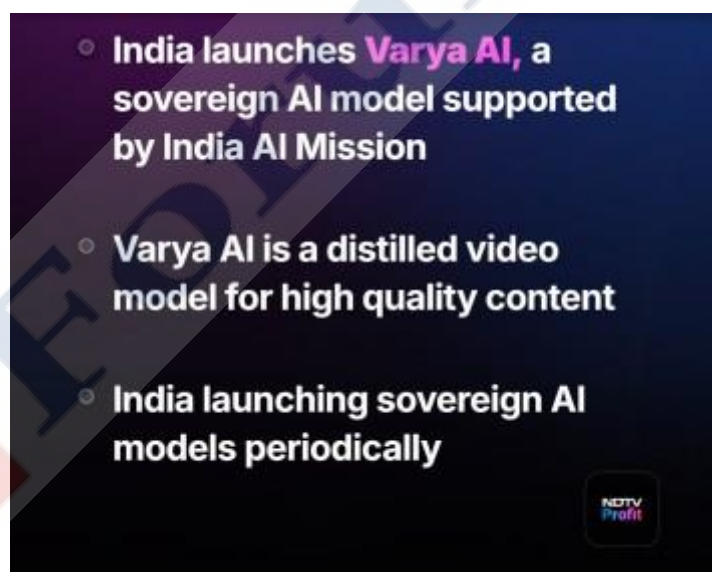 India launches Varya AI, a
sovereign AI model supported
by India AI Mission
Varya AI is a distilled video
model for high quality content
India launching sovereign AI
models periodically
NDTV
Profit